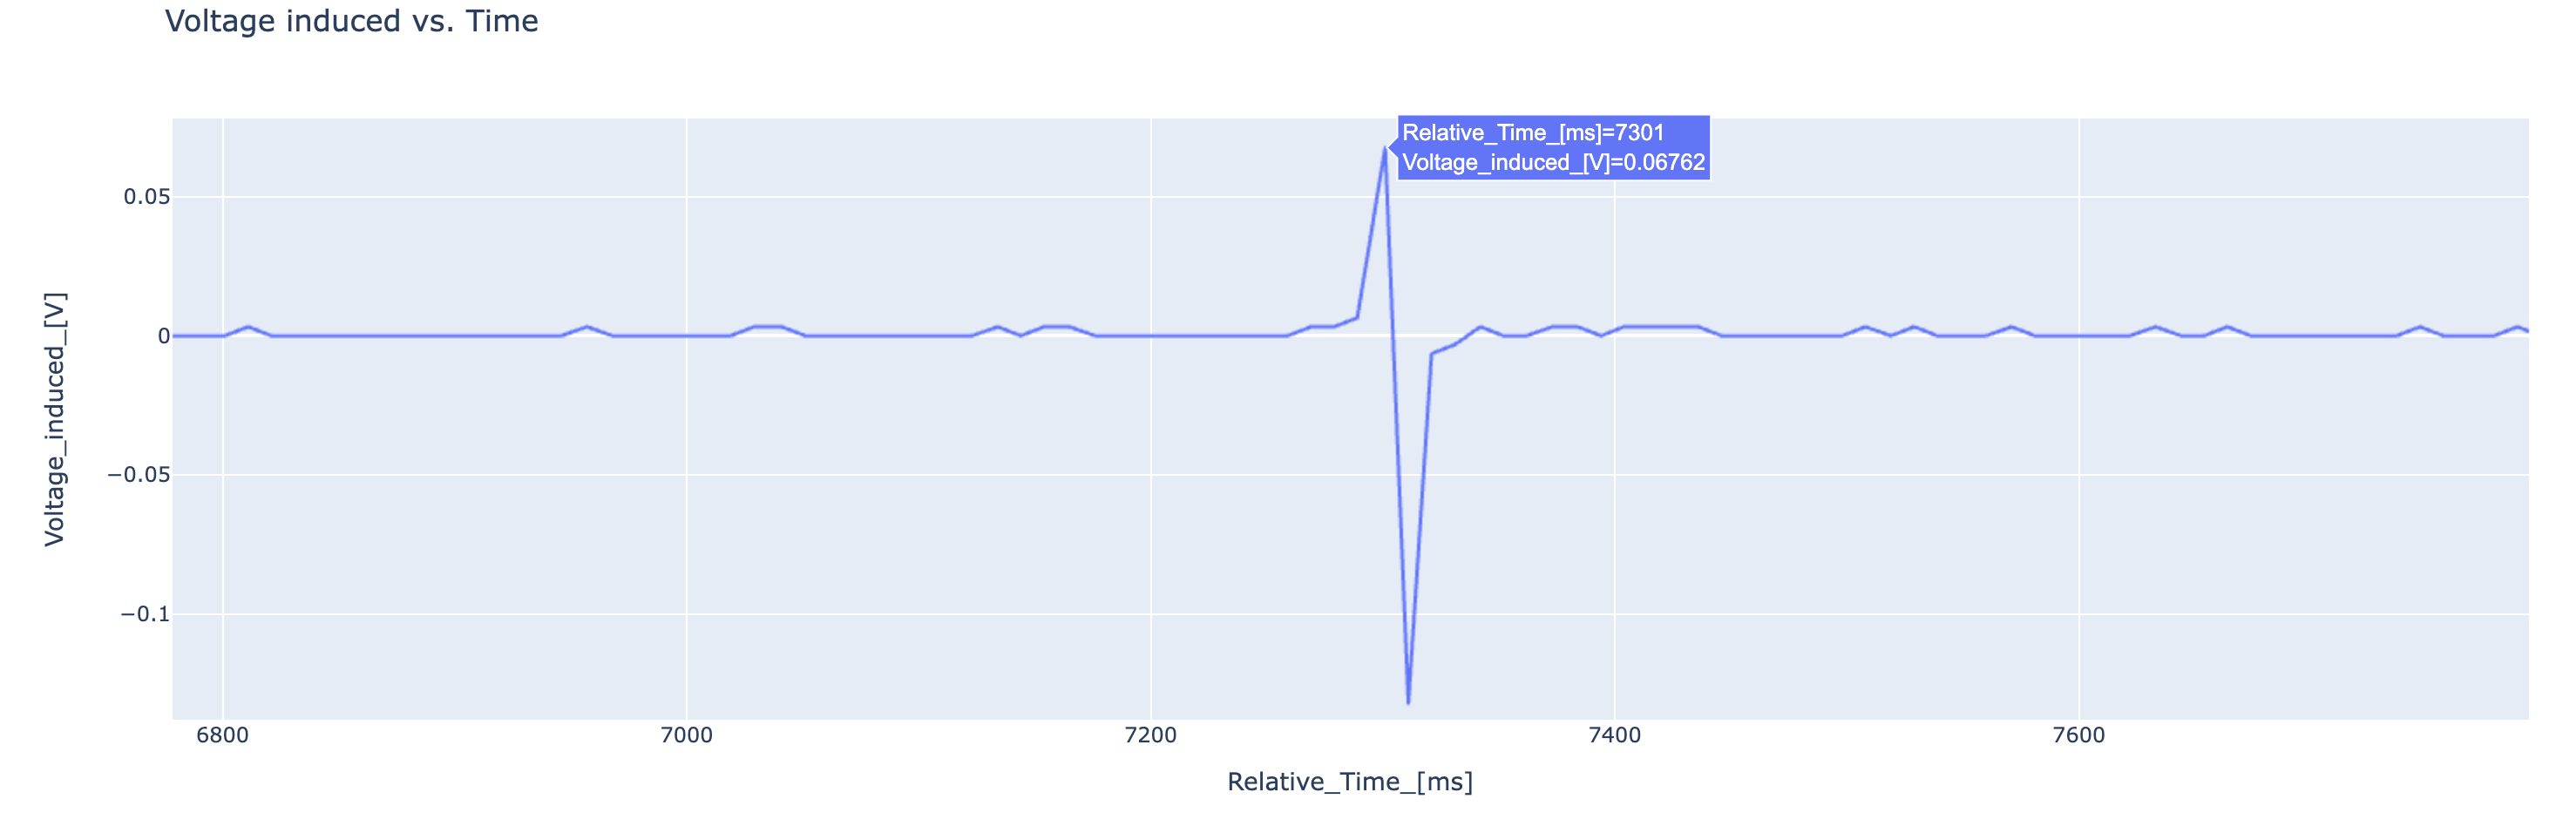 Voltage induced vs. Time
Relative_Time_[ms]=7301
Voltage_induced_[V]=0.06762
0.05
0
−0.05
−0.1
Voltage_induced_[V]
6800 7000 7200 7400 7600
Relative_Time_[ms]